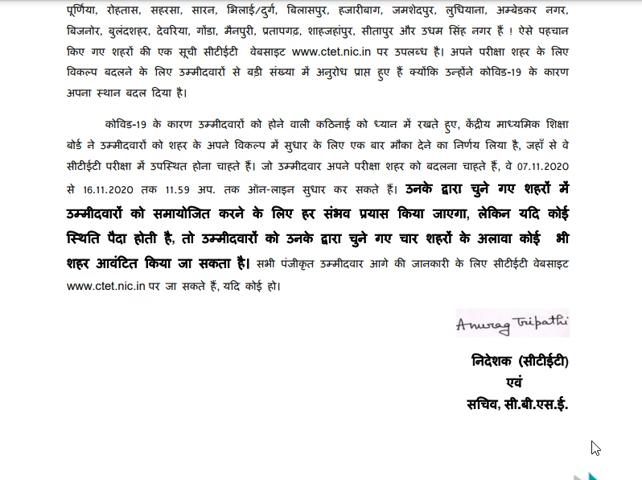 पूर्णिया, रोहतास, सहरसा, सारन, भिलाई/दुर्ग, बिलासपुर, हजारीबाग, जमशेदपुर, लुधियाना, अम्बेडकर नगर,
बिजनोर, बुलंदशहर, देवरिया, गोंडा, मैनपुरी, प्रतापगढ़, शाहजहांपुर, सीतापुर और उधम सिंह नगर हैं ! ऐसे पहचान
किए गए शहरों की एक सूची सीटीईटी वेबसाइट www.ctet.nic.in पर उपलब्ध है। अपने परीक्षा शहर के लिए
विकल्प बदलने के लिए उम्मीदवारों से बड़ी संख्या में अनुरोध प्राप्त हुए हैं क्योंकि उन्होंने कोविड-19 के कारण
अपना स्थान बदल दिया है।
कोविड-19 के कारण उम्मीदवारों को होने वाली कठिनाई को ध्यान में रखते हुए, केंद्रीय माध्यमिक शिक्षा
बोर्ड ने उम्मीदवारों को शहर के अपने विकल्प में सुधार के लिए एक बार मौका देने का निर्णय लिया है, जहाँ से वे
सीटीईटी परीक्षा में उपस्थित होना चाहते हैं। जो उम्मीदवार अपने परीक्षा शहर को बदलना चाहते हैं, वे 07.11.2020
से 16.11.2020 तक 11.59 अप. तक ऑन-लाइन सुधार कर सकते हैं। उनके द्वारा चुने गए शहरों में
उम्मीदवारों को समायोजित करने के लिए हर संभव प्रयास किया जाएगा, लेकिन यदि कोई
स्थिति पैदा होती है, तो उम्मीदवारों को उनके द्वारा चुने गए चार शहरों के अलावा कोई भी
शहर आवंटित किया जा सकता है। सभी पंजीकृत उम्मीदवार आगे की जानकारी के लिए सीटीईटी वेबसाइट
www.ctet.nic.in पर जा सकते हैं, यदि कोई हो।
Anurag Tripathi
निदेशक (सीटीईटी)
एवं
सचिव, सी.बी.एस.ई.